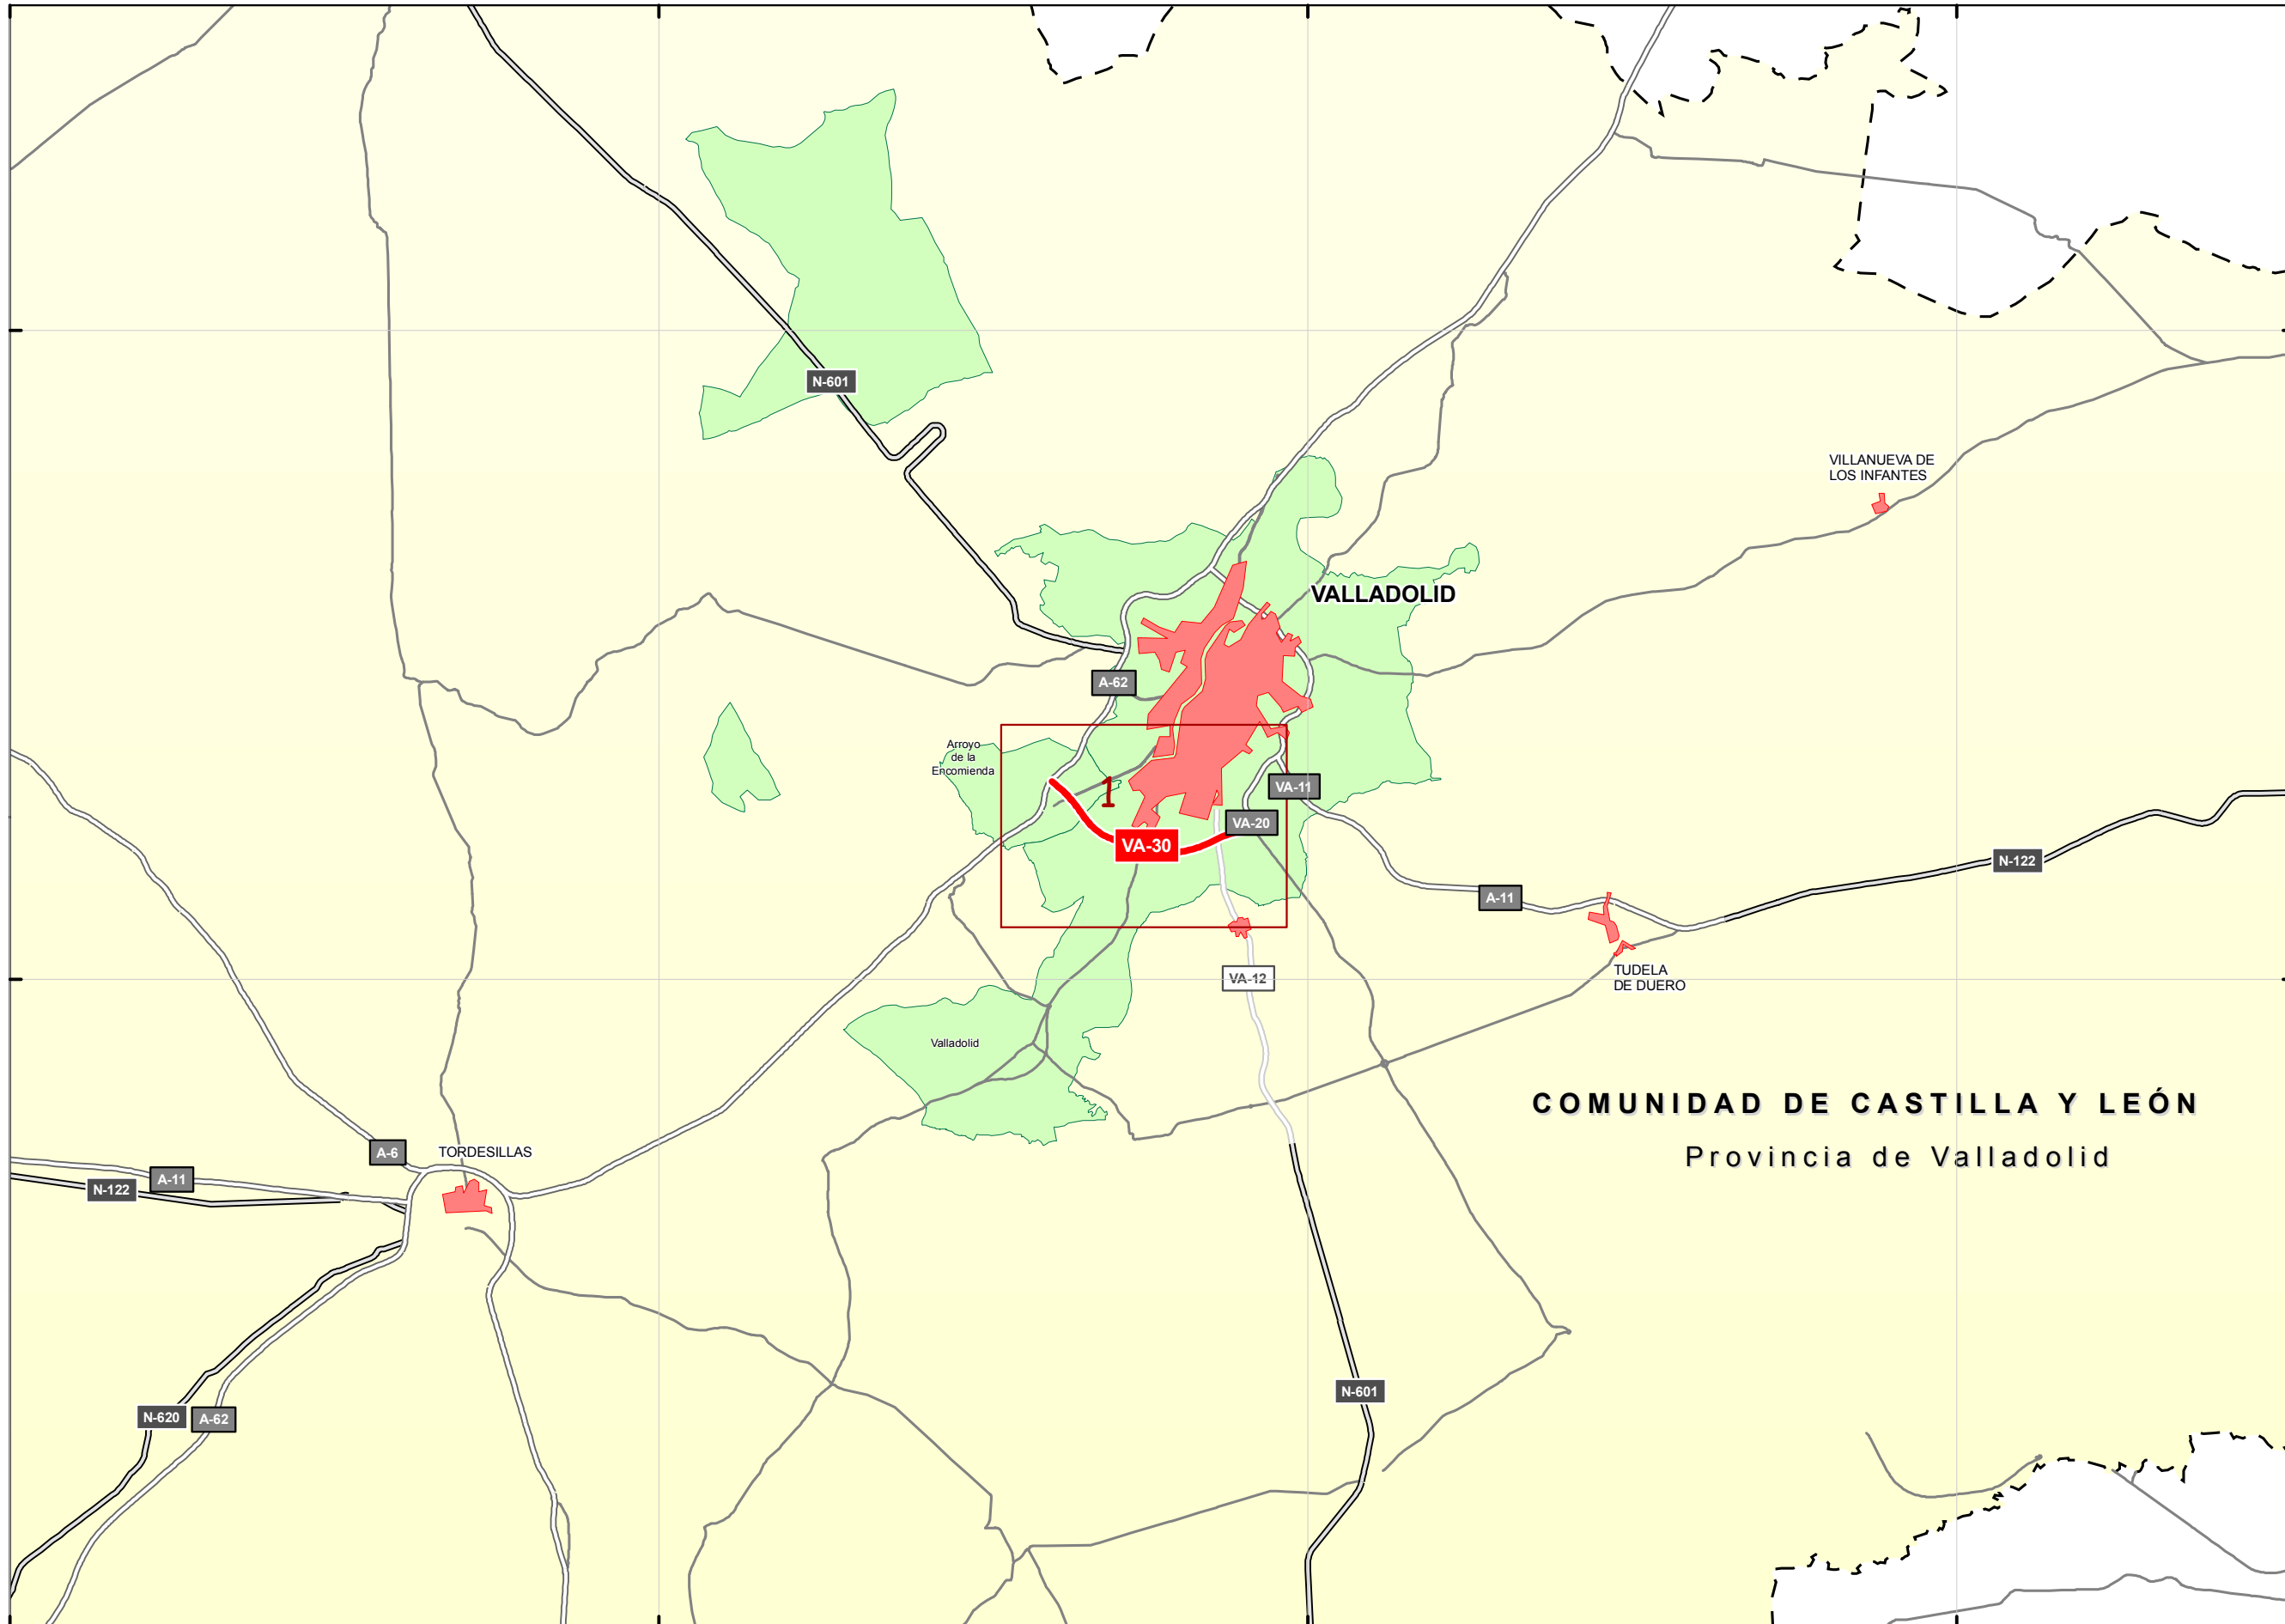 N-601
VILLANUEVA DE
LOS INFANTES
VALLADOLID
A-62
Arroyo
de la
Encomienda
1
VA-11
VA-20
VA-30
N-122
A-11
VA-12
TUDELA
DE DUERO
Valladolid
COMUNIDAD DE CASTILLA Y LEÓN
Provincia de Valladolid
A-6
TORDESILLAS
A-11
N-122
N-601
N-620
A-62